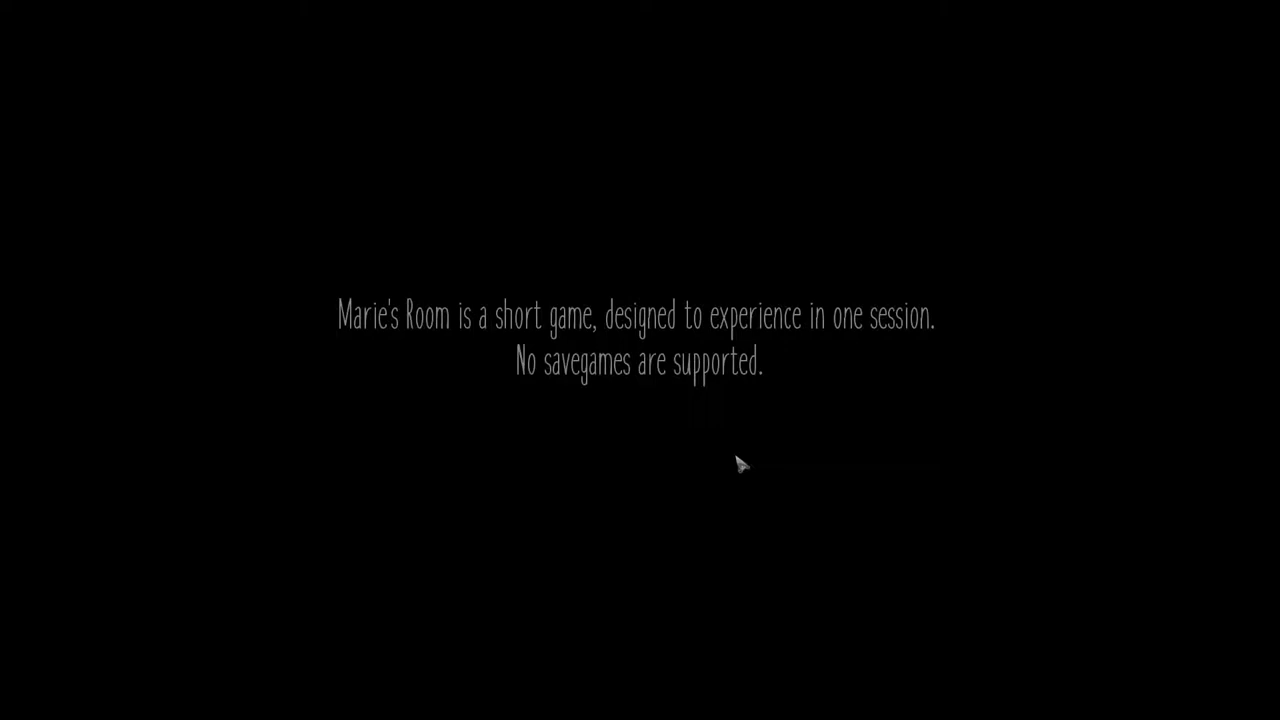 Marie's Room is a short game, designed to experience in one session.
No savegames are supported.